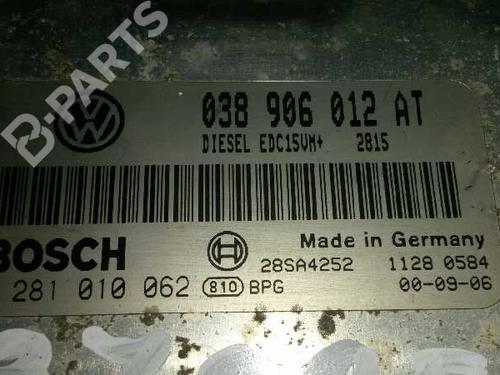 B-PARTS
038 906 012 AT
DIESEL EDC15VM+ 2815
BOSCH
Made in Germany
28SA4252 1128 0584
281 010 062 810 BPG 00-09-06